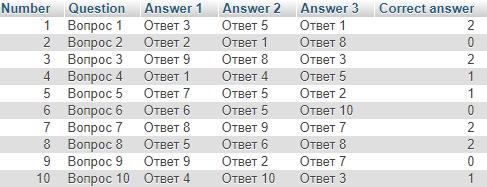 Number Question Answer 1 Answer 2 Answer 3 Correct answer
1 Вопрос 1 Ответ 3 Ответ 5 Ответ 1 2
2 Вопрос 2 Ответ 2 Ответ 1 Ответ 8 0
3 Вопрос 3 Ответ 9 Ответ 8 Ответ 3 2
4 Вопрос 4 Ответ 1 Ответ 4 Ответ 5 1
5 Вопрос 5 Ответ 7 Ответ 5 Ответ 2 1
6 Вопрос 6 Ответ 6 Ответ 5 Ответ 10 0
7 Вопрос 7 Ответ 8 Ответ 9 Ответ 7 2
8 Вопрос 8 Ответ 5 Ответ 6 Ответ 8 2
9 Вопрос 9 Ответ 9 Ответ 2 Ответ 7 0
10 Вопрос 10 Ответ 4 Ответ 10 Ответ 3 1